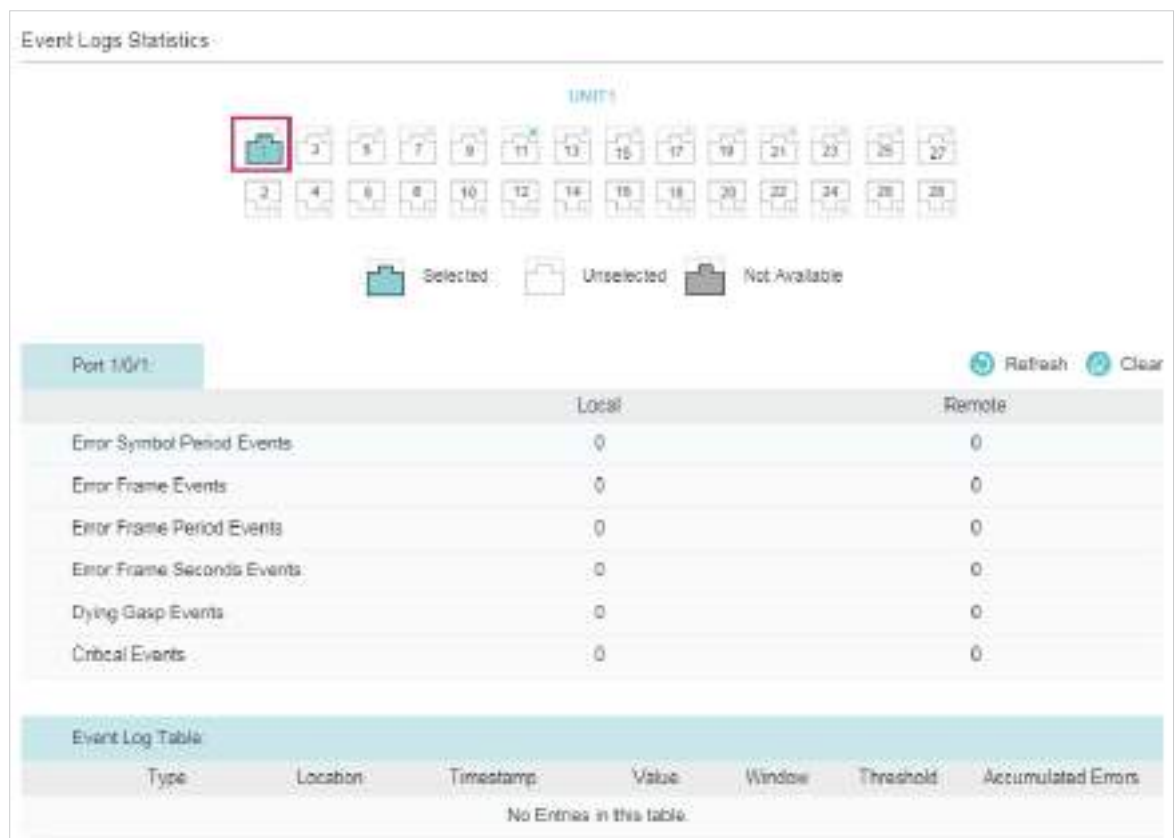 Event Logs Statistics
UNIT1
1 3 5 7 9 11 13 15 17 19 21 23 25 27
2 4 6 8 10 12 14 16 18 20 22 24 26 28
Selected Unselected Not Available
Port 1/0/1: Refresh Clear
Local Remote
Error Symbol Period Events 0 0
Error Frame Events 0 0
Error Frame Period Events 0 0
Error Frame Seconds Events 0 0
Dying Gasp Events 0 0
Critical Events 0 0
Event Log Table:
Type Location Timestamp Value Window Threshold Accumulated Errors
No Entries in this table.